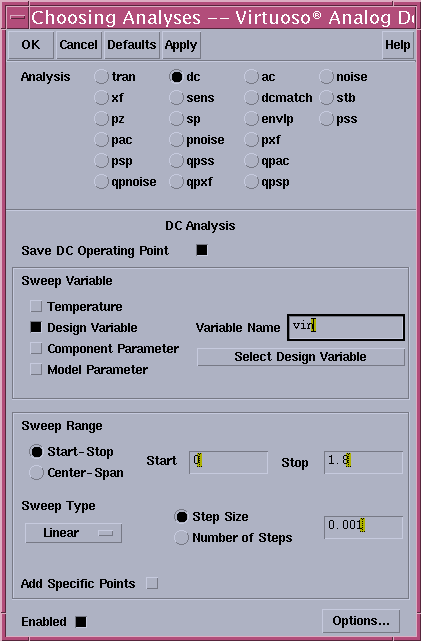 Choosing Analyses -- Virtuoso® Analog De
OK Cancel Defaults Apply Help
Analysis tran dc ac noise
xf sens dcmatch stb
pz sp envlp pss
pac pnoise pxf
psp qpss qpac
qpnoise qpxf qpsp
DC Analysis
Save DC Operating Point
Sweep Variable
Temperature
Design Variable Variable Name vin
Component Parameter Select Design Variable
Model Parameter
Sweep Range
Start-Stop Start 0 Stop 1.8
Center-Span
Sweep Type
Linear Step Size 0.001
Number of Steps
Add Specific Points
Enabled Options...